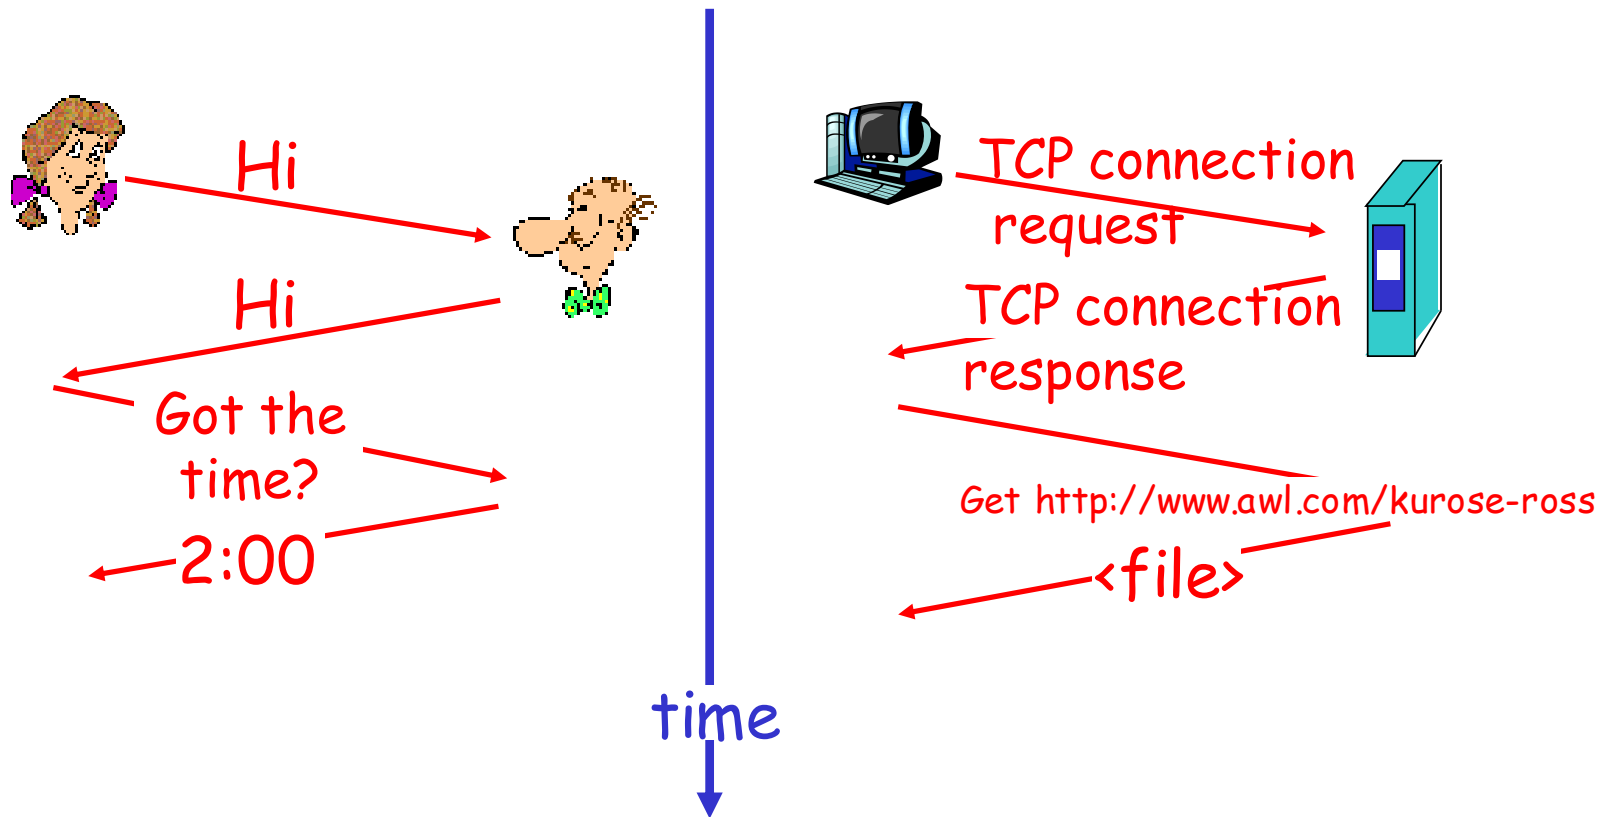 Hi
Hi
Got the
time?
2:00
TCP connection
request
TCP connection
response
Get http://www.awl.com/kurose-ross
<file>
time